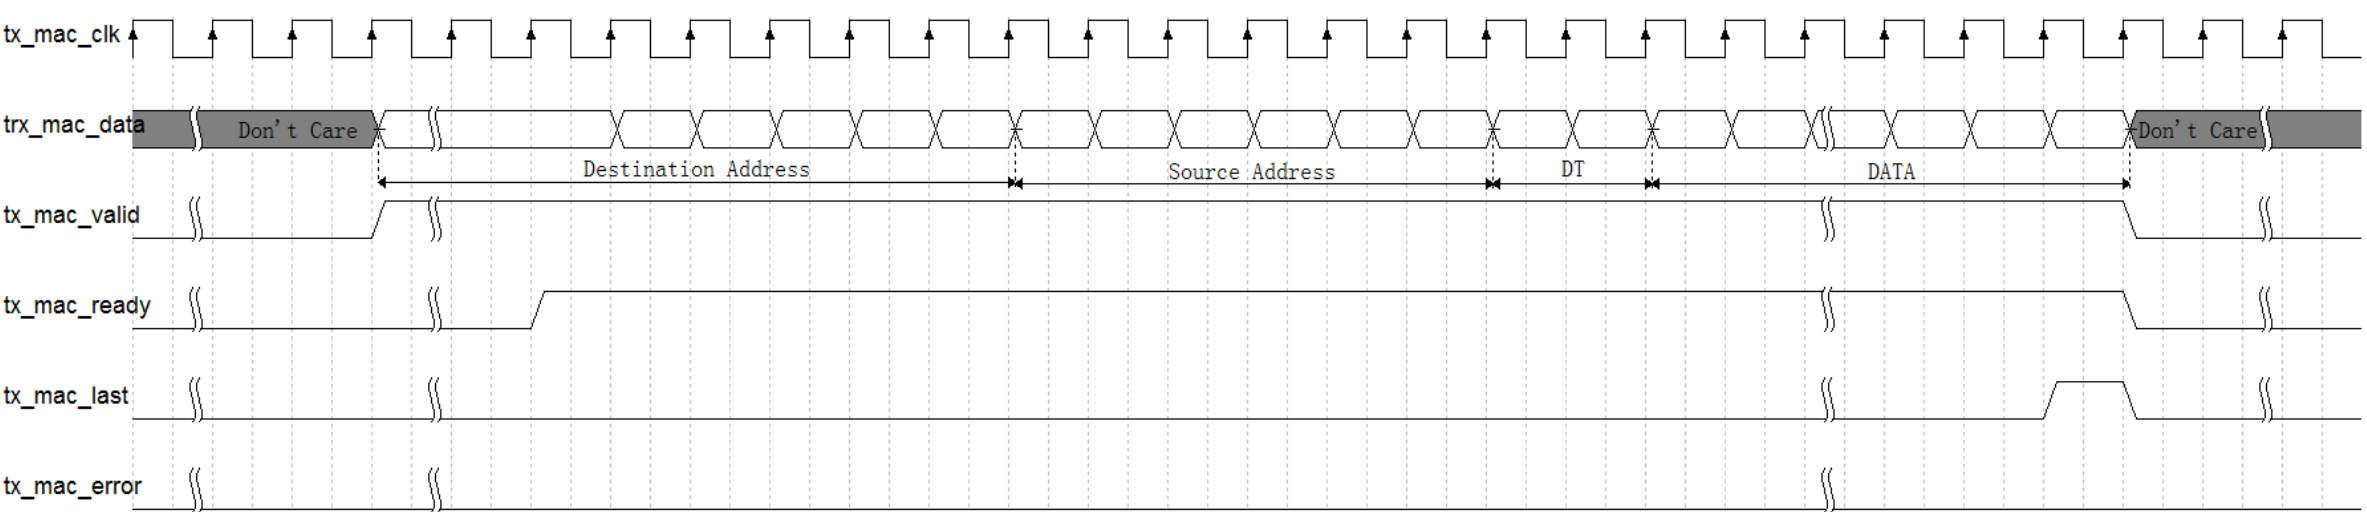 tx_mac_clk
trx_mac_data
Don't Care
Don't Care
Destination Address
Source Address
DT
DATA
tx_mac_valid
tx_mac_ready
tx_mac_last
tx_mac_error